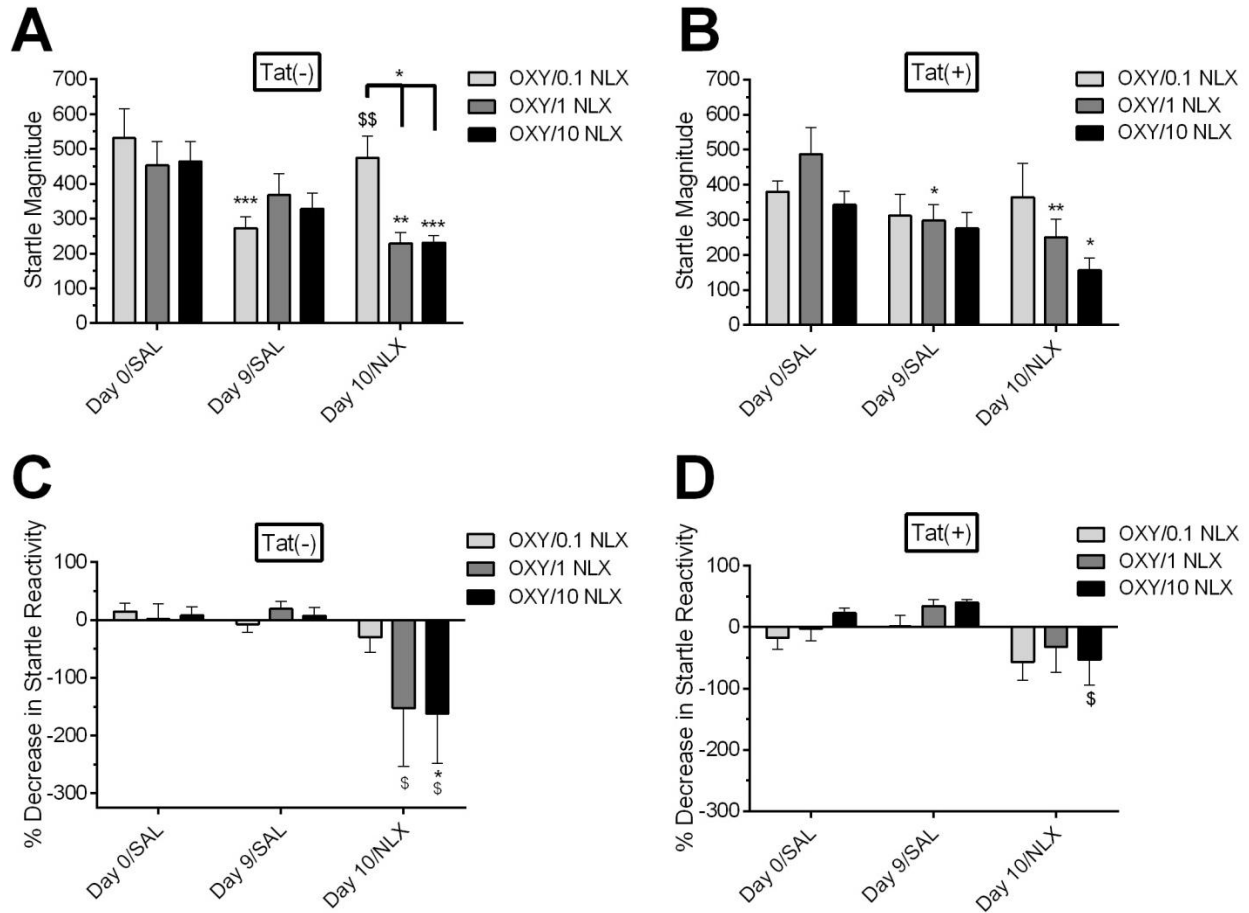 A
Tat(-)
OXY/0.1 NLX
OXY/1 NLX
OXY/10 NLX
Startle Magnitude
700
600
500
400
300
200
100
0
***
$$
*
**
***
Day 0/SAL
Day 9/SAL
Day 10/NLX
B
Tat(+)
OXY/0.1 NLX
OXY/1 NLX
OXY/10 NLX
Startle Magnitude
700
600
500
400
300
200
100
0
*
**
*
Day 0/SAL
Day 9/SAL
Day 10/NLX
C
Tat(-)
OXY/0.1 NLX
OXY/1 NLX
OXY/10 NLX
% Decrease in Startle Reactivity
100
0
-100
-200
-300
$
*
$
Day 0/SAL
Day 9/SAL
Day 10/NLX
D
Tat(+)
OXY/0.1 NLX
OXY/1 NLX
OXY/10 NLX
% Decrease in Startle Reactivity
100
0
-100
-200
-300
$
Day 0/SAL
Day 9/SAL
Day 10/NLX